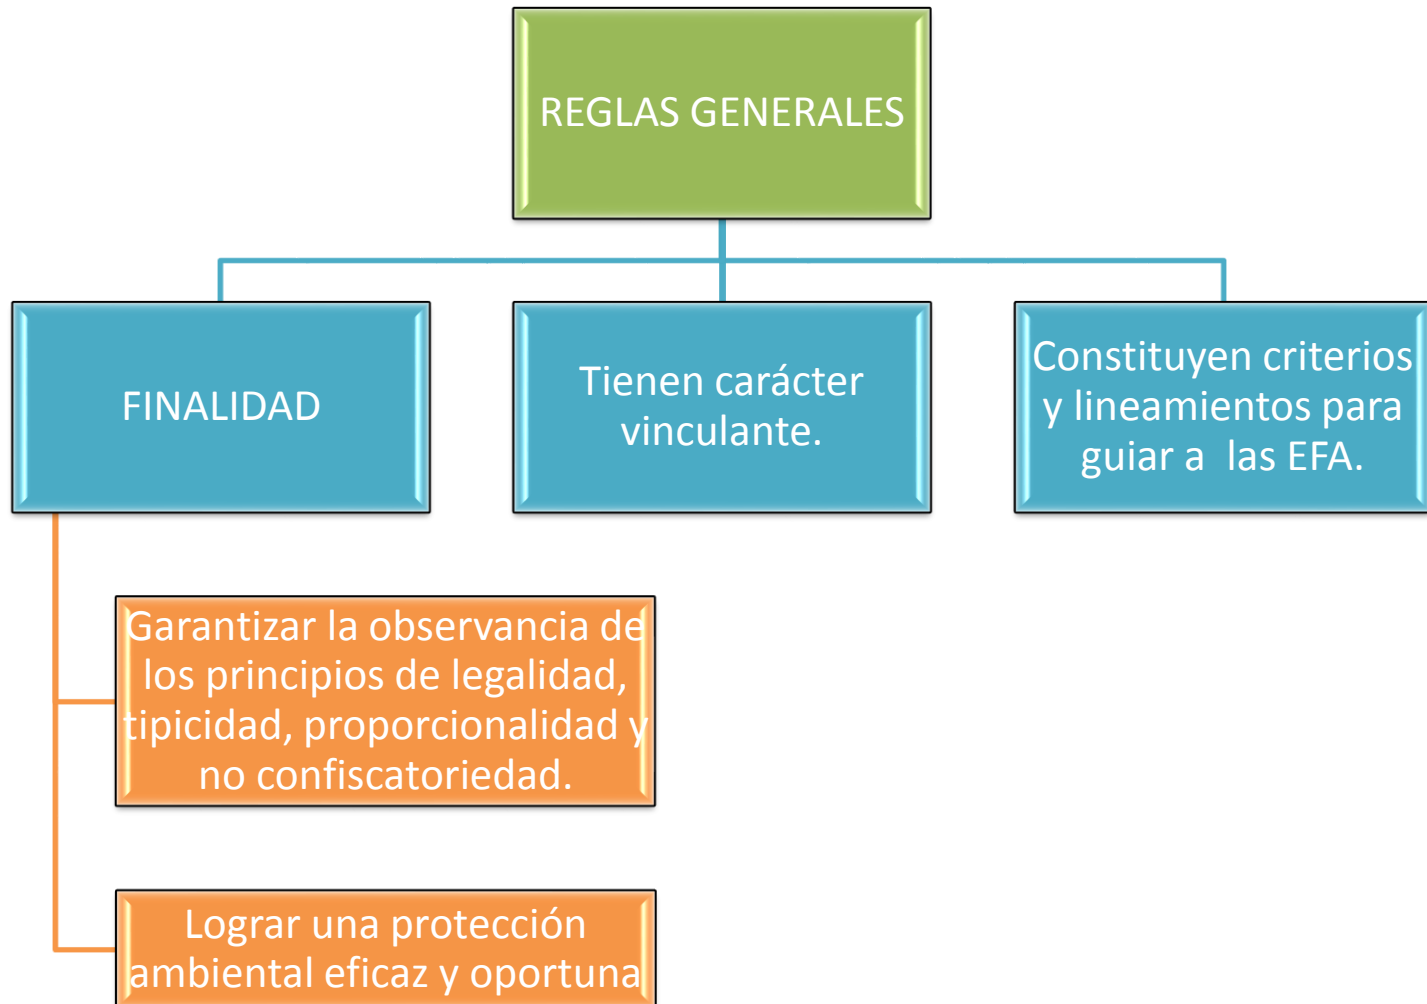 REGLAS GENERALES
FINALIDAD
Tienen carácter
vinculante.
Constituyen criterios
y lineamientos para
guiar a  las EFA.
Garantizar la observancia de
los principios de legalidad,
tipicidad, proporcionalidad y
no confiscatoriedad.
Lograr una protección
ambiental eficaz y oportuna